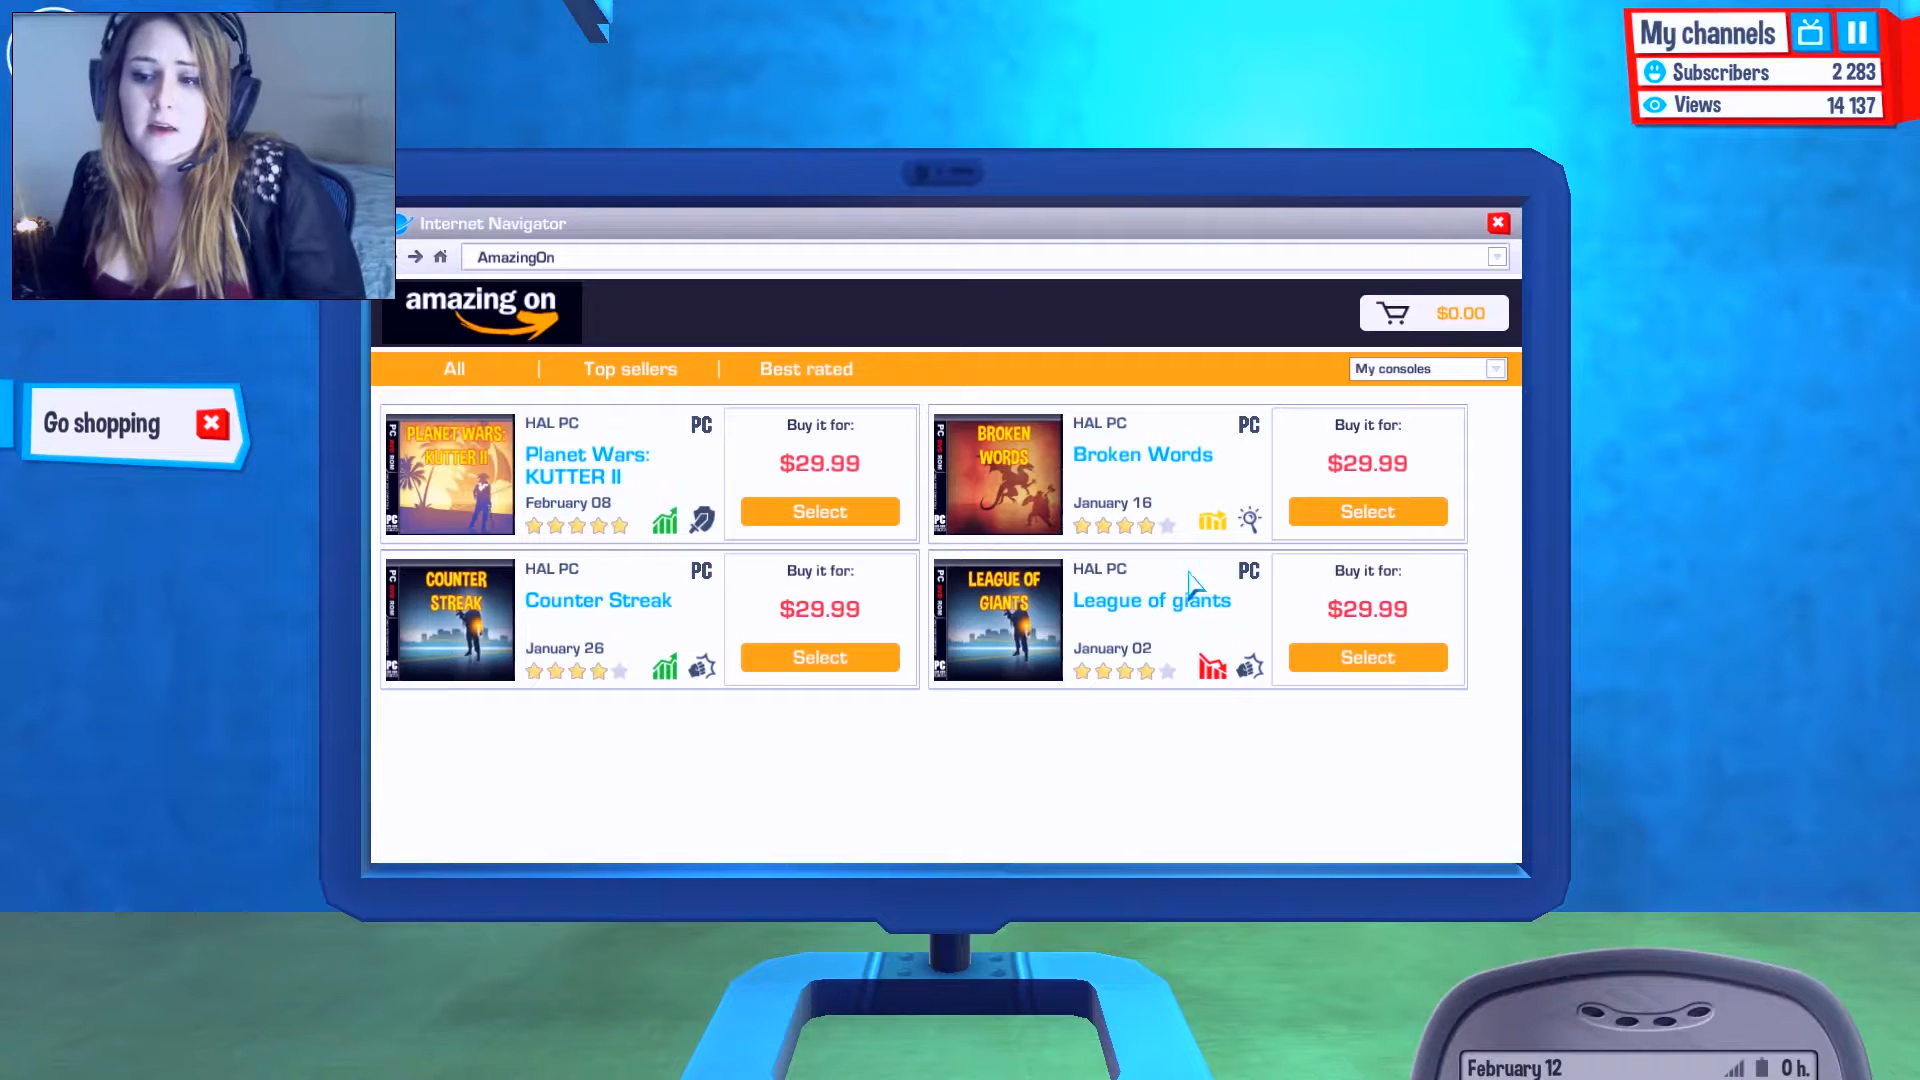 My channels
Subscribers 2 283
Views 14 137
Internet Navigator
AmazingOn
amazing on
$0.00
All | Top sellers | Best rated
My consoles
Go shopping
PLANET WARS:
KUTTER II
PC
HAL PC PC
Planet Wars:
KUTTER II
February 08
Buy it for:
$29.99
Select
BROKEN
WORDS
PC
HAL PC PC
Broken Words
January 16
Buy it for:
$29.99
Select
COUNTER
STREAK
PC
HAL PC PC
Counter Streak
January 26
Buy it for:
$29.99
Select
LEAGUE OF
GIANTS
PC
HAL PC PC
League of giants
January 02
Buy it for:
$29.99
Select
February 12 0 h.